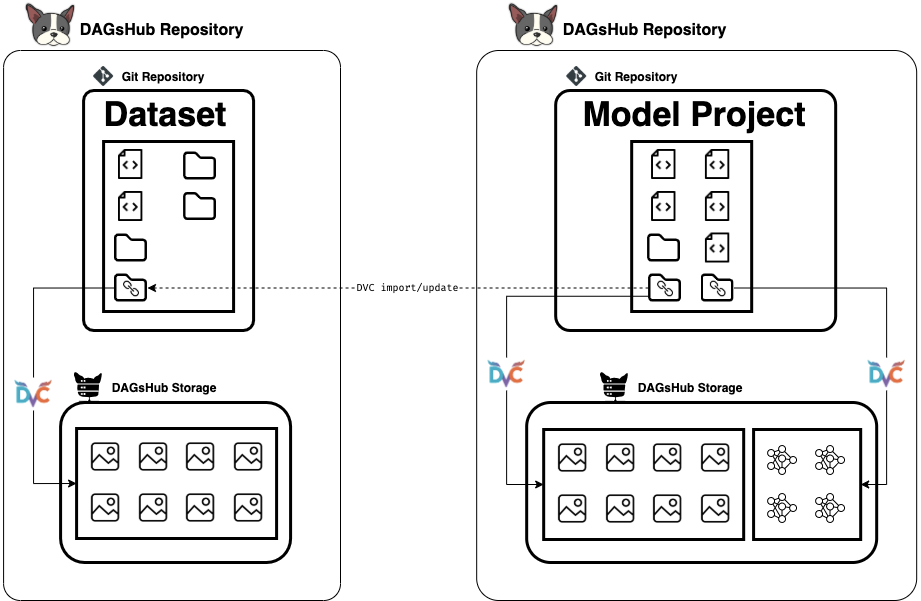 DAGsHub Repository
Git Repository
Dataset
DVC
DAGsHub Storage
DVC import/update
DAGsHub Repository
Git Repository
Model Project
DVC
DVC
DAGsHub Storage